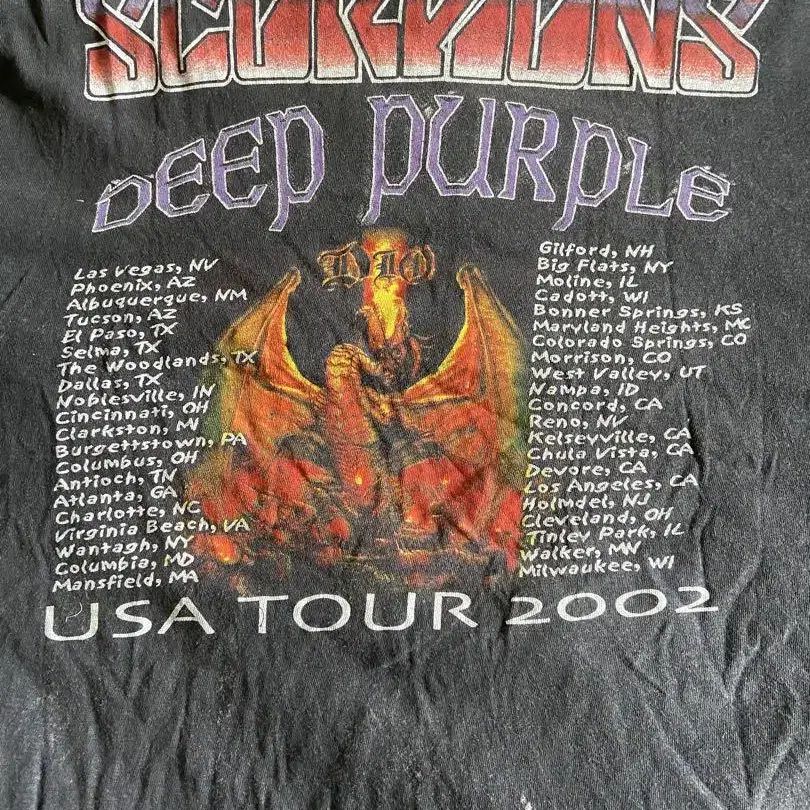 SCORPIONS
DEEP PURPLE
DIO
Las Vegas, NV
Phoenix, AZ
Albuquerque, NM
Tucson, AZ
El Paso, TX
Selma, TX
The Woodlands, TX
Dallas, TX
Noblesville, IN
Cincinnati, OH
Clarkston, MI
Burgettstown, PA
Columbus, OH
Antioch, TN
Atlanta, GA
Charlotte, NC
Virginia Beach, VA
Wantagh, NY
Columbia, MD
Mansfield, MA
Gilford, NH
Big Flats, NY
Moline, IL
Cadott, WI
Bonner Springs, KS
Maryland Heights, MO
Colorado Springs, CO
Morrison, CO
West Valley, UT
Nampa, ID
Concord, CA
Reno, NV
Kelseyville, CA
Chula Vista, CA
Devore, CA
Los Angeles, CA
Holmdel, NJ
Cleveland, OH
Tinley Park, IL
Walker, MN
Milwaukee, WI
USA TOUR 2002